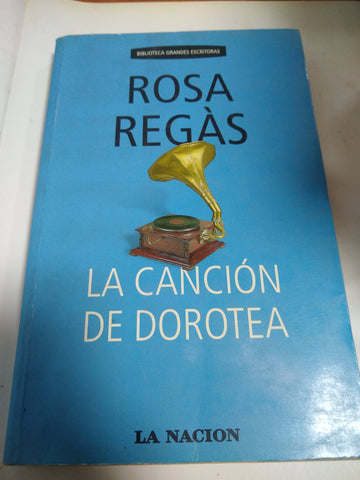 BIBLIOTECA GRANDES ESCRITORAS
ROSA
REGÀS
LA CANCIÓN
DE DOROTEA
LA NACION